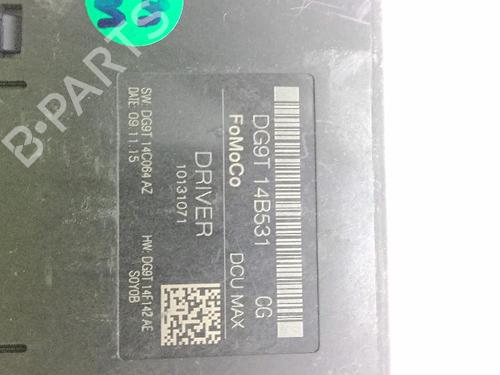 DG9T 14B531 CG
FoMoCo DCU MAX
DRIVER
10131071
SW: DG9T 14C064 AZ HW: DG9T 14F142 AE
DATE: 09.11.15 S0Y0B
B-PARTS